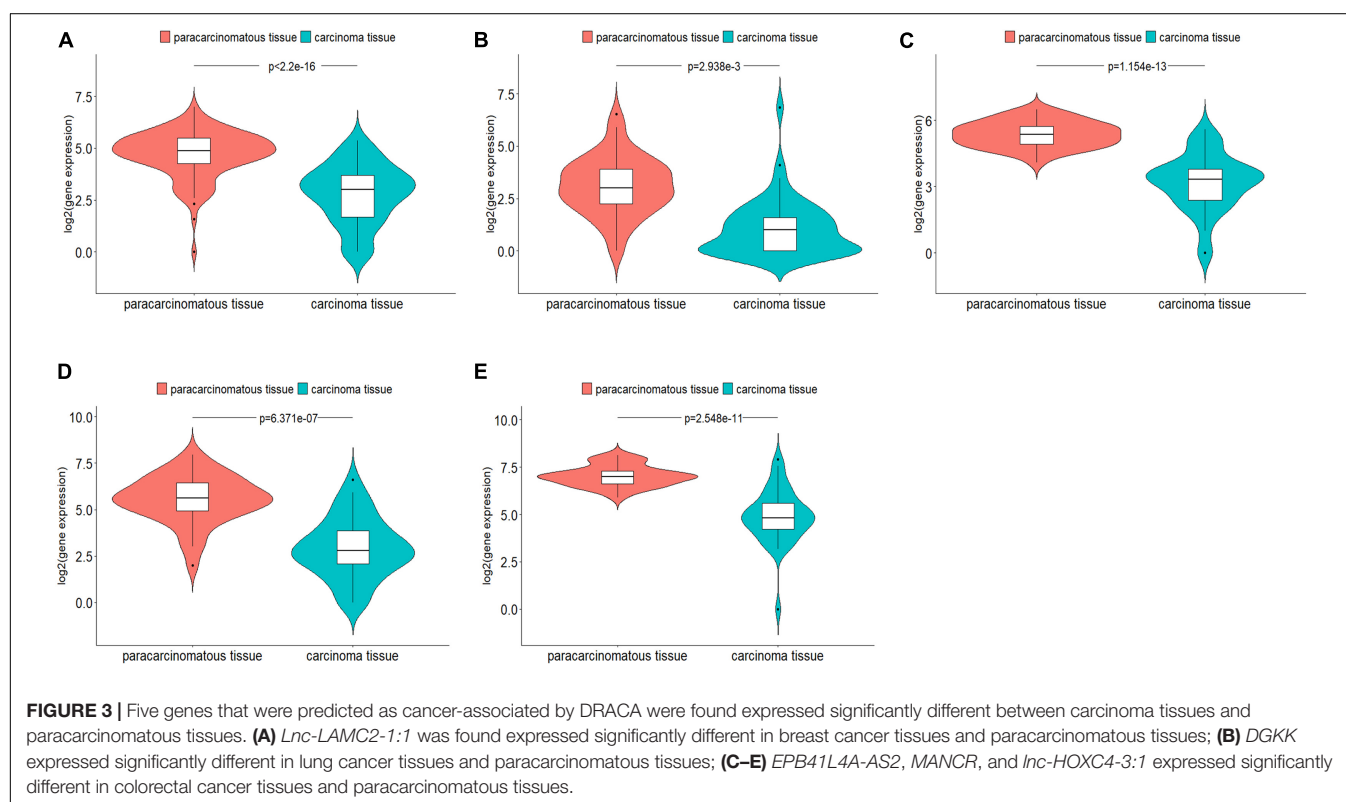 A
paracarcinomatous tissue carcinoma tissue
p<2.2e-16
7.5
5.0
2.5
0.0
log2(gene expression)
paracarcinomatous tissue carcinoma tissue
B
paracarcinomatous tissue carcinoma tissue
p=2.938e-3
7.5
5.0
2.5
0.0
log2(gene expression)
paracarcinomatous tissue carcinoma tissue
C
paracarcinomatous tissue carcinoma tissue
p=1.154e-13
6
3
0
log2(gene expression)
paracarcinomatous tissue carcinoma tissue
D
paracarcinomatous tissue carcinoma tissue
p=6.371e-07
10.0
7.5
5.0
2.5
0.0
log2(gene expression)
paracarcinomatous tissue carcinoma tissue
E
paracarcinomatous tissue carcinoma tissue
p=2.548e-11
10.0
7.5
5.0
2.5
0.0
log2(gene expression)
paracarcinomatous tissue carcinoma tissue
FIGURE 3 | Five genes that were predicted as cancer-associated by DRACA were found expressed significantly different between carcinoma tissues and
paracarcinomatous tissues. (A) Lnc-LAMC2-1:1 was found expressed significantly different in breast cancer tissues and paracarcinomatous tissues; (B) DGKK
expressed significantly different in lung cancer tissues and paracarcinomatous tissues; (C–E) EPB41L4A-AS2, MANCR, and lnc-HOXC4-3:1 expressed significantly
different in colorectal cancer tissues and paracarcinomatous tissues.